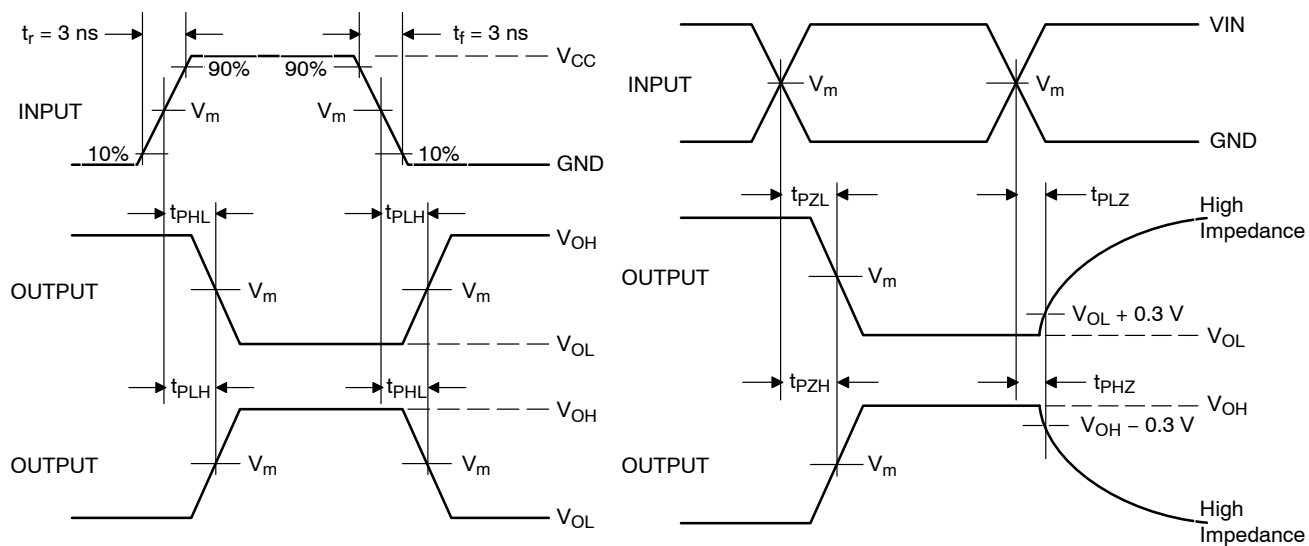 t_r = 3 ns
t_f = 3 ns
V_CC
90%
90%
INPUT
V_m
V_m
10%
10%
GND
t_PHL
t_PLH
V_OH
OUTPUT
V_m
V_m
V_OL
t_PLH
t_PHL
V_OH
OUTPUT
V_m
V_m
V_OL
VIN
INPUT
V_m
V_m
GND
t_PZL
t_PLZ
High
Impedance
OUTPUT
V_m
V_OL + 0.3 V
V_OL
t_PZH
t_PHZ
V_OH
V_OH − 0.3 V
OUTPUT
V_m
High
Impedance